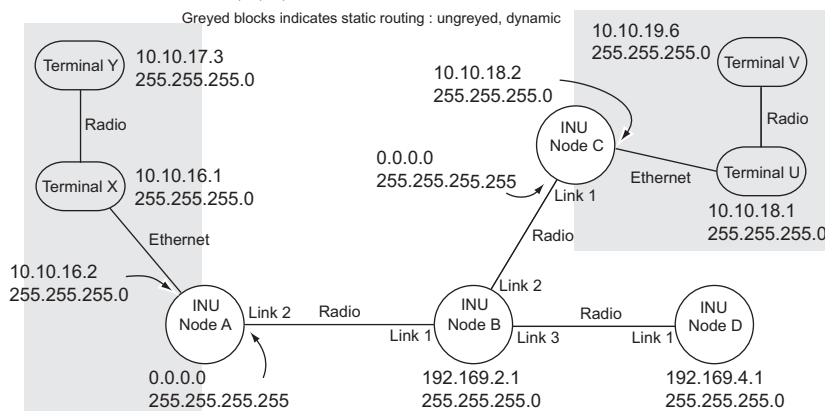 Greyed blocks indicates static routing : ungreyed, dynamic
Terminal Y
10.10.17.3
255.255.255.0
Radio
Terminal X
10.10.16.1
255.255.255.0
Ethernet
10.10.16.2
255.255.255.0
INU
Node A
Link 2
0.0.0.0
255.255.255.255
Radio
Link 1
INU
Node B
Link 2
Link 3
192.169.2.1
255.255.255.0
Radio
Link 1
INU
Node D
192.169.4.1
255.255.255.0
Radio
0.0.0.0
255.255.255.255
Link 1
INU
Node C
10.10.18.2
255.255.255.0
Ethernet
10.10.19.6
255.255.255.0
Terminal V
Radio
Terminal U
10.10.18.1
255.255.255.0